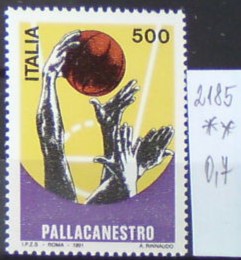 ITALIA
500
PALLACANESTRO
I.P.Z.S. - ROMA - 1991
A. RAINAUDO
2185
**
0,7